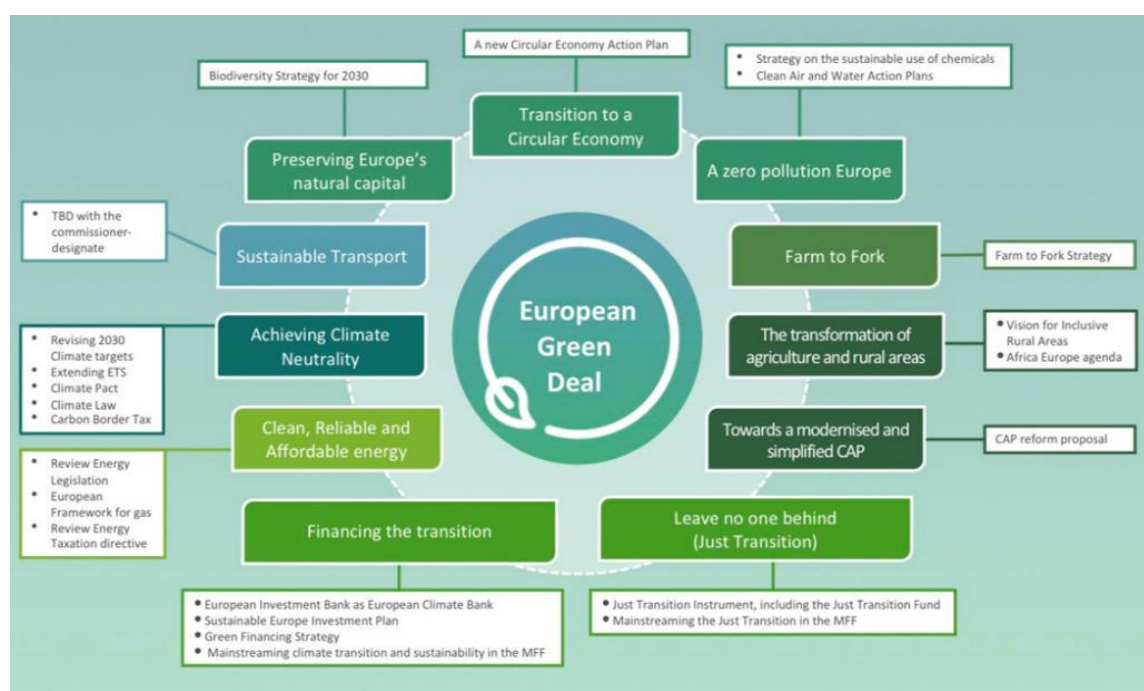 A new Circular Economy Action Plan
Biodiversity Strategy for 2030
• Strategy on the sustainable use of chemicals
• Clean Air and Water Action Plans
Transition to a
Circular Economy
Preserving Europe's
natural capital
A zero pollution Europe
• TBD with the
commissioner-
designate
Sustainable Transport
Farm to Fork
Farm to Fork Strategy
European
Green
Deal
• Revising 2030
Climate targets
• Extending ETS
• Climate Pact
• Climate Law
• Carbon Border Tax
Achieving Climate
Neutrality
The transformation of
agriculture and rural areas
• Vision for Inclusive
Rural Areas
• Africa Europe agenda
Clean, Reliable and
Affordable energy
Towards a modernised and
simplified CAP
CAP reform proposal
• Review Energy
Legislation
• European
Framework for gas
• Review Energy
Taxation directive
Financing the transition
Leave no one behind
(Just Transition)
• European Investment Bank as European Climate Bank
• Sustainable Europe Investment Plan
• Green Financing Strategy
• Mainstreaming climate transition and sustainability in the MFF
• Just Transition Instrument, including the Just Transition Fund
• Mainstreaming the Just Transition in the MFF